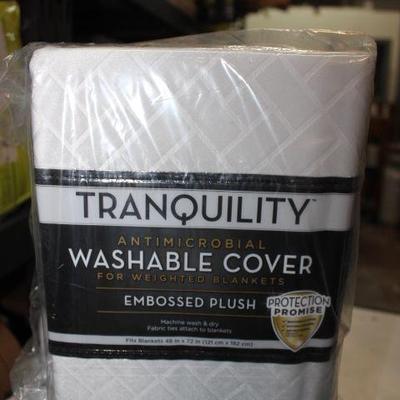 TRANQUILITY™
ANTIMICROBIAL
WASHABLE COVER
FOR WEIGHTED BLANKETS
EMBOSSED PLUSH
PROTECTION
PROMISE
Machine wash & dry
Fabric ties attach to blankets
Fits Blankets 48 in x 72 in (121 cm x 182 cm)